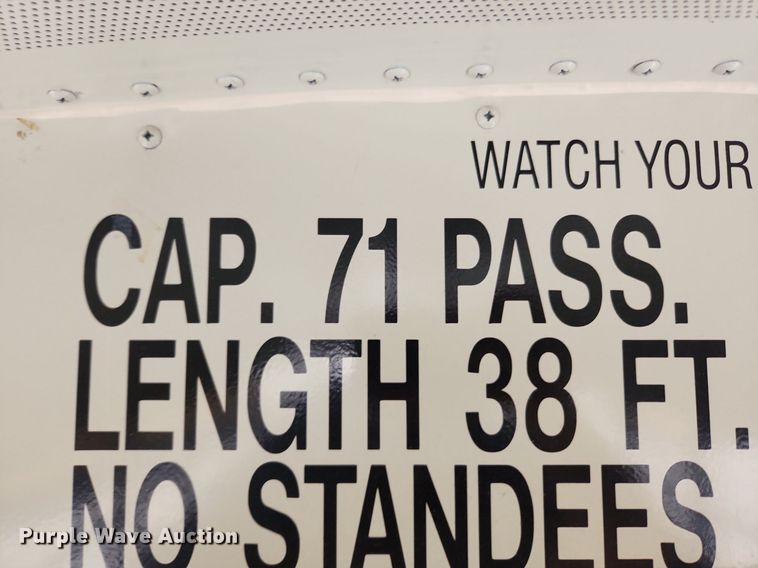 WATCH YOUR
CAP. 71 PASS.
LENGTH 38 FT.
NO STANDEES
Purple Wave Auction